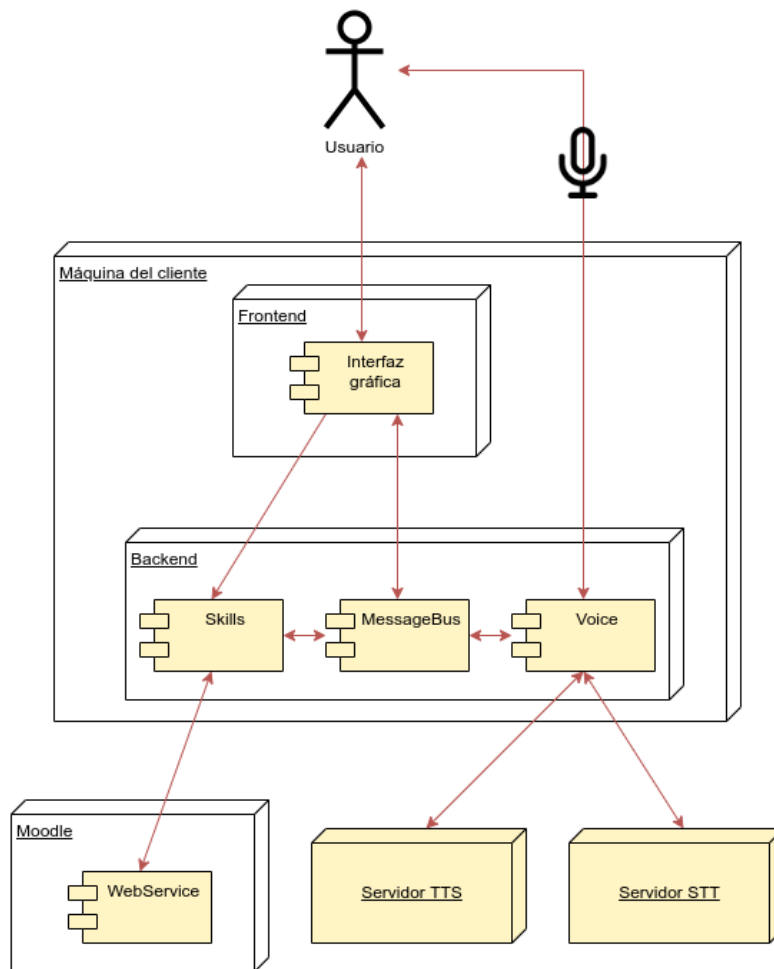 Usuario
Máquina del cliente
Frontend
Interfaz
gráfica
Backend
Skills
MessageBus
Voice
Moodle
WebService
Servidor TTS
Servidor STT